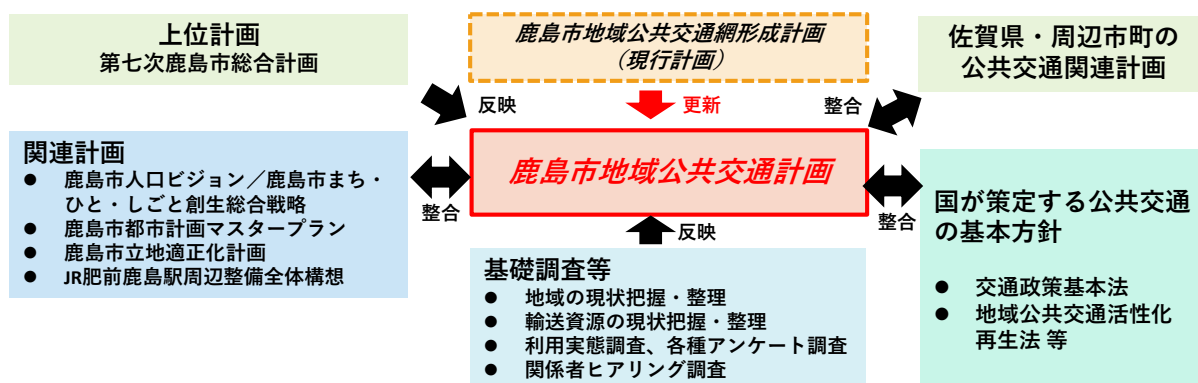 上位計画
第七次鹿島市総合計画
鹿島市地域公共交通網形成計画
(現行計画)
佐賀県・周辺市町の
公共交通関連計画
反映
更新
整合
関連計画
● 鹿島市人口ビジョン／鹿島市まち・
ひと・しごと創生総合戦略
● 鹿島市都市計画マスタープラン
● 鹿島市立地適正化計画
● JR肥前鹿島駅周辺整備全体構想
整合
鹿島市地域公共交通計画
整合
反映
国が策定する公共交通
の基本方針
● 交通政策基本法
● 地域公共交通活性化
再生法 等
基礎調査等
● 地域の現状把握・整理
● 輸送資源の現状把握・整理
● 利用実態調査、各種アンケート調査
● 関係者ヒアリング調査